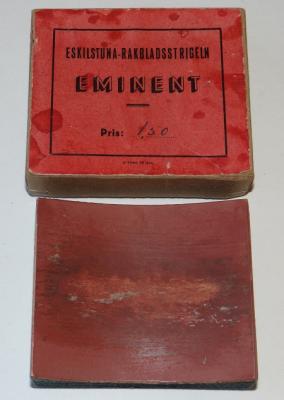 ESKILSTUNA-RAKBLADSSTRIGELN
EMINENT
Pris: 1,50